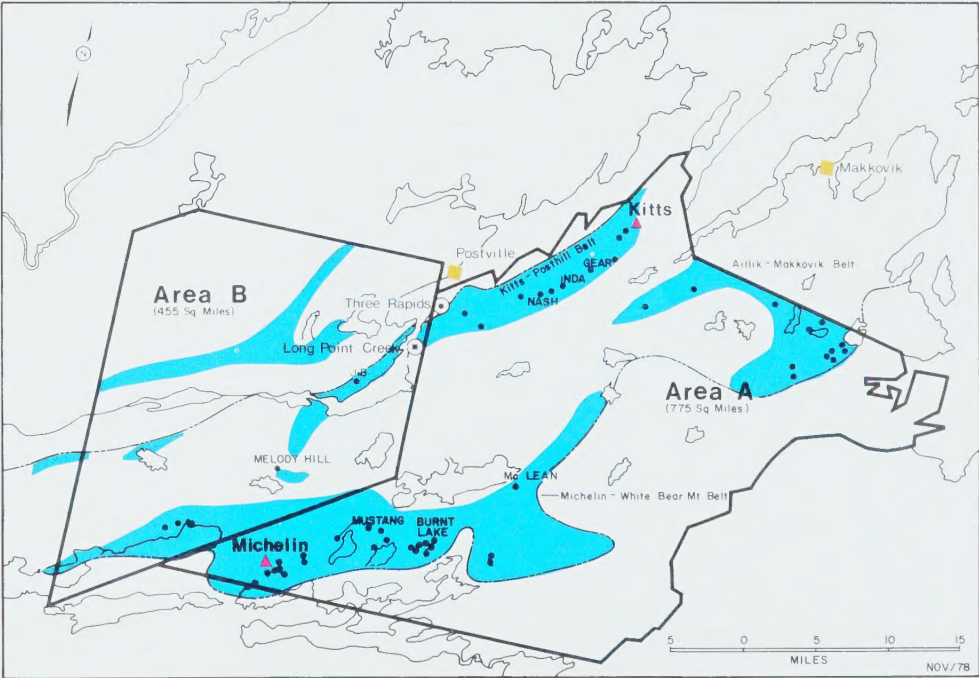 Makkovik
Kitts
Postville
Kitts-Posthill Belt
GEAR
INDA
NASH
Aillik-Makkovik Belt
Area B
(455 Sq Miles)
Three Rapids
Long Point Creek
J.B.
Area A
(775 Sq Miles)
MELODY HILL
Mc LEAN
Michelin-White Bear Mt Belt
MUSTANG
BURNT
LAKE
Michelin
5 0 5 10 15
MILES
NOV/78